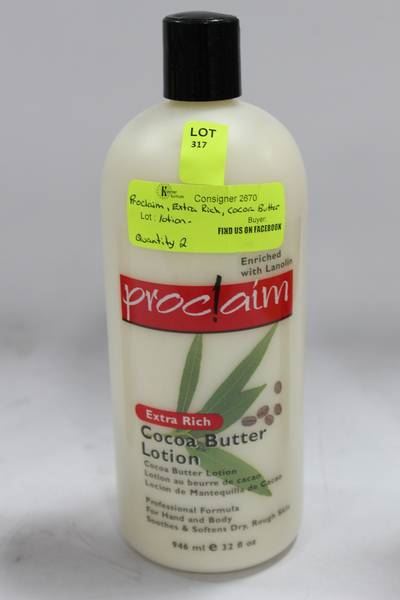 LOT
317
Consigner 2670
Proclaim, Extra Rich, Cocoa Butter
Lot: lotion-
Buyer:
FIND US ON FACEBOOK
Quantity 2
Enriched
with Lanolin
proc!aim
Extra Rich
Cocoa Butter
Lotion
Cocoa Butter Lotion
Lotion au beurre de cacao
Locion de Mantequilla de Cacao
Professional Formula
For Hand and Body
Soothes & Softens Dry, Rough Skin
946 ml e 32 fl oz